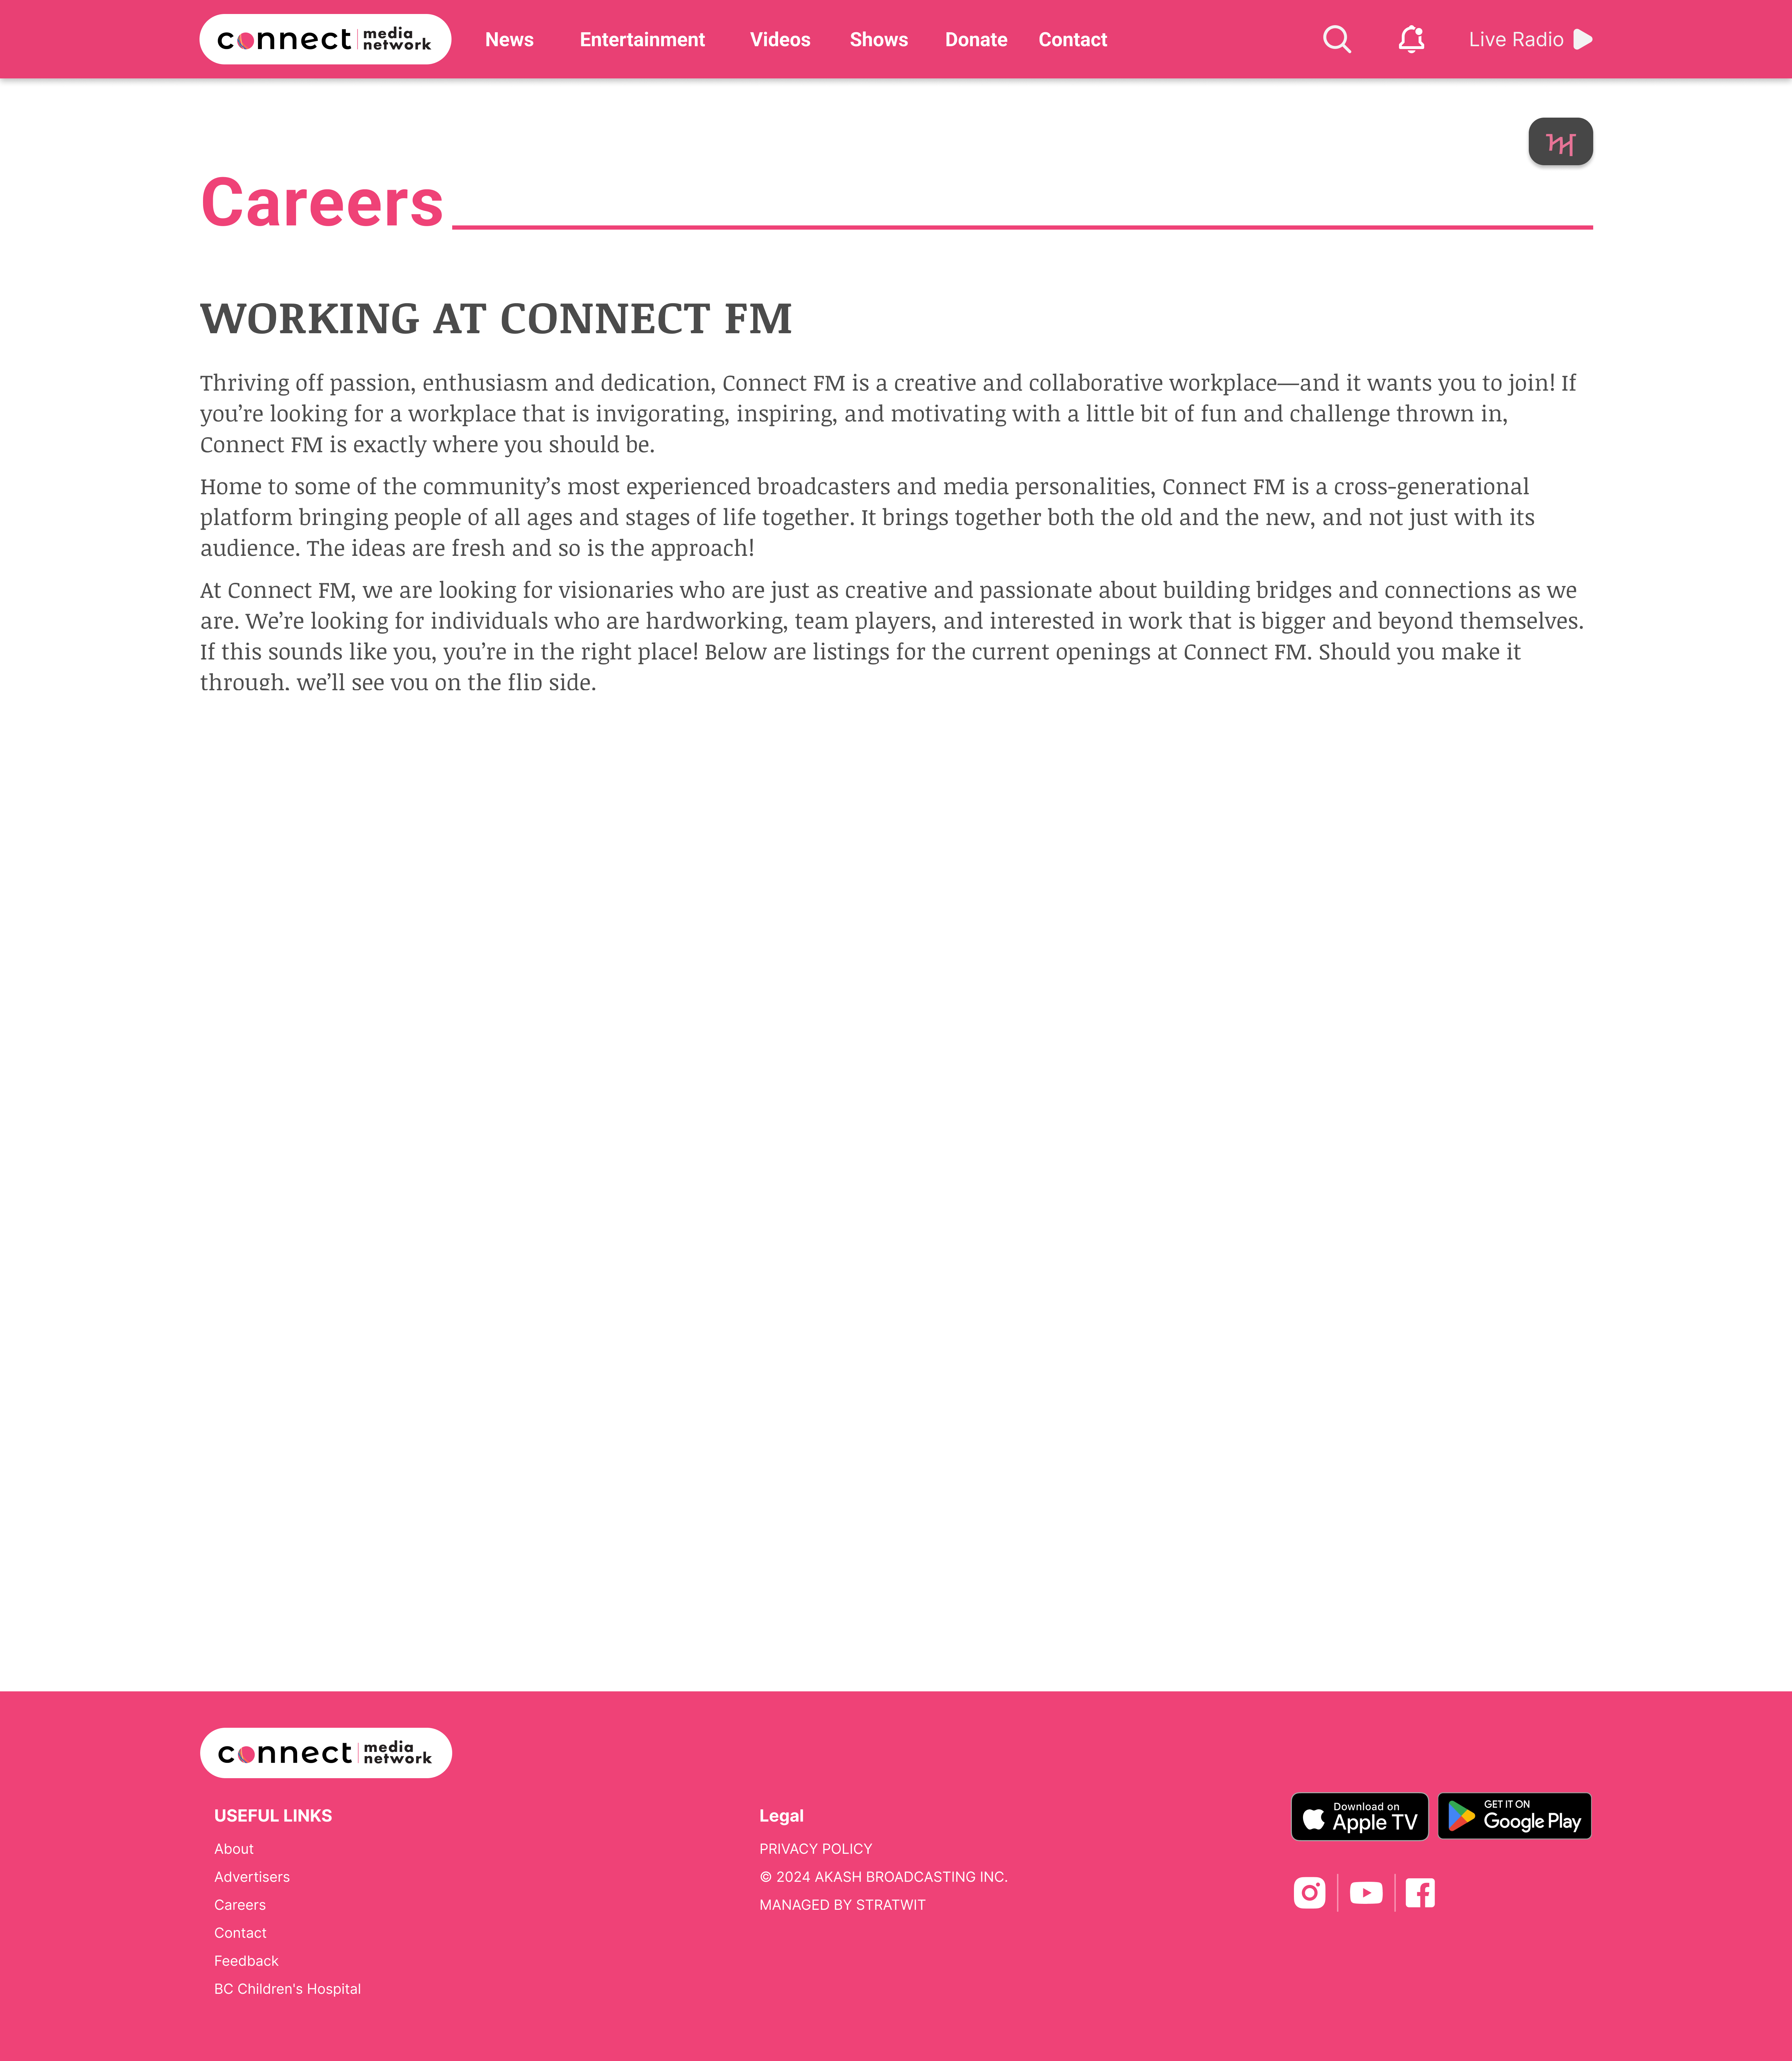 connect media network
News Entertainment Videos Shows Donate Contact Live Radio
ਅ
Careers
WORKING AT CONNECT FM
Thriving off passion, enthusiasm and dedication, Connect FM is a creative and collaborative workplace—and it wants you to join! If
you’re looking for a workplace that is invigorating, inspiring, and motivating with a little bit of fun and challenge thrown in,
Connect FM is exactly where you should be.
Home to some of the community’s most experienced broadcasters and media personalities, Connect FM is a cross-generational
platform bringing people of all ages and stages of life together. It brings together both the old and the new, and not just with its
audience. The ideas are fresh and so is the approach!
At Connect FM, we are looking for visionaries who are just as creative and passionate about building bridges and connections as we
are. We’re looking for individuals who are hardworking, team players, and interested in work that is bigger and beyond themselves.
If this sounds like you, you’re in the right place! Below are listings for the current openings at Connect FM. Should you make it
through, we’ll see you on the flip side.
connect media network
USEFUL LINKS
About
Advertisers
Careers
Contact
Feedback
BC Children's Hospital
Legal
PRIVACY POLICY
© 2024 AKASH BROADCASTING INC.
MANAGED BY STRATWIT
Download on
Apple TV
GET IT ON
Google Play